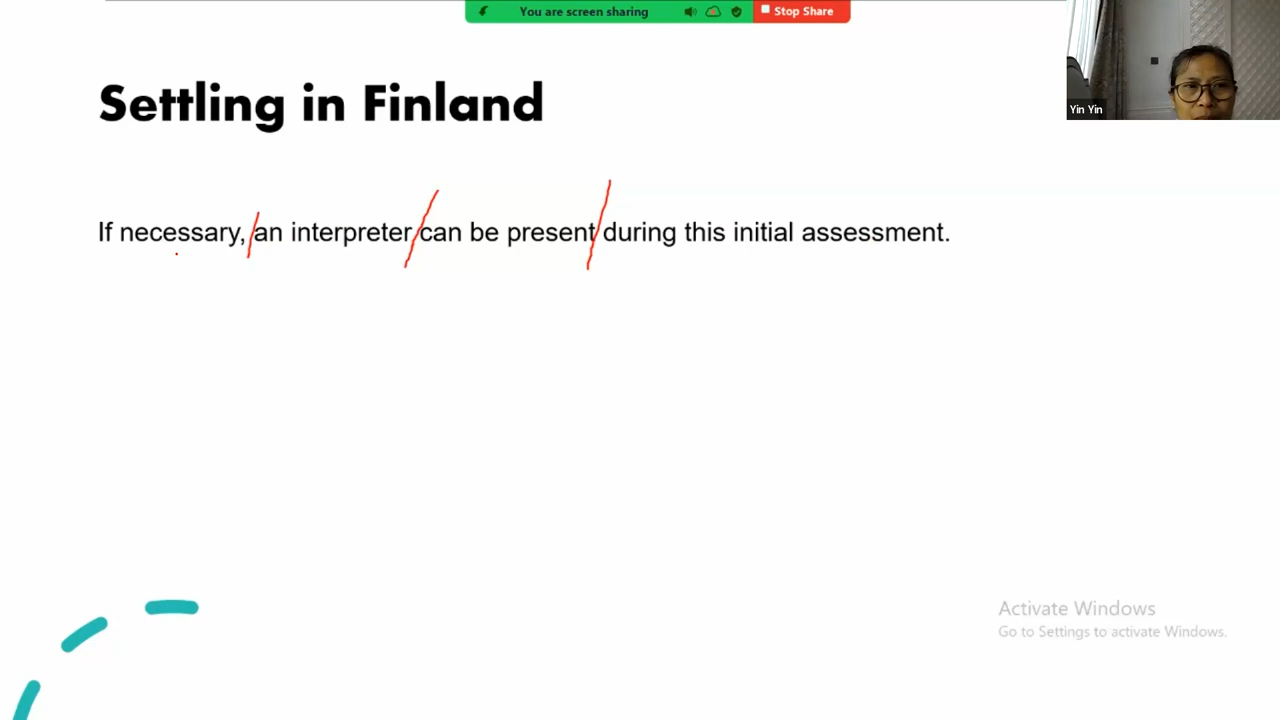 You are screen sharing
Stop Share
Yin Yin
Settling in Finland
If necessary, an interpreter can be present during this initial assessment.
Activate Windows
Go to Settings to activate Windows.